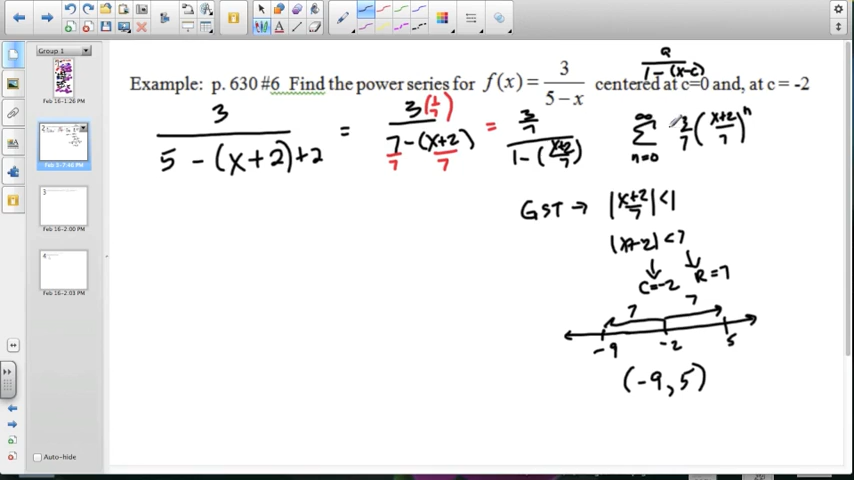 Group 1
Feb 16-1:26 PM
Feb 5-7:40 PM
3
Feb 16-2:00 PM
4
Feb 16-2:03 PM
Auto-hide
a
1 - (x-c)
Example: p. 630 #6 Find the power series for f(x) = 3 / 5 - x centered at c=0 and, at c = -2
3 / 5 - (x+2)+2 = 3(1/7) / 7/7 - (x+2)/7 = 3/7 / 1 - (x+2/7)
∞ Σ n=0 3/7 (x+2/7)^n
GST → |x+2/7| < 1
|x+2| < 7
↓ ↓
c=-2 R=7
7 7
-9 -2 5
(-9, 5)